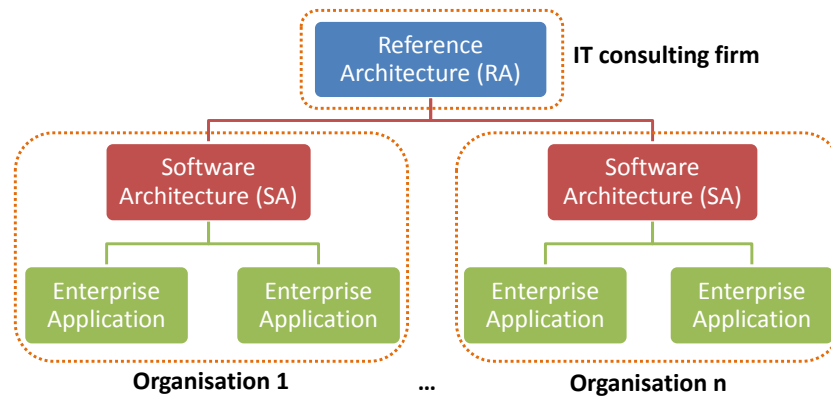 Reference
Architecture (RA)
IT consulting firm
Software
Architecture (SA)
Software
Architecture (SA)
Enterprise
Application
Enterprise
Application
Enterprise
Application
Enterprise
Application
Organisation 1
...
Organisation n